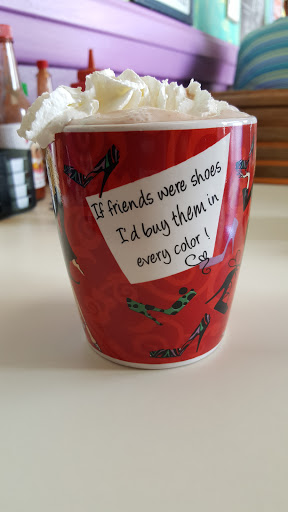 If friends were shoes
I'd buy them in
every color!